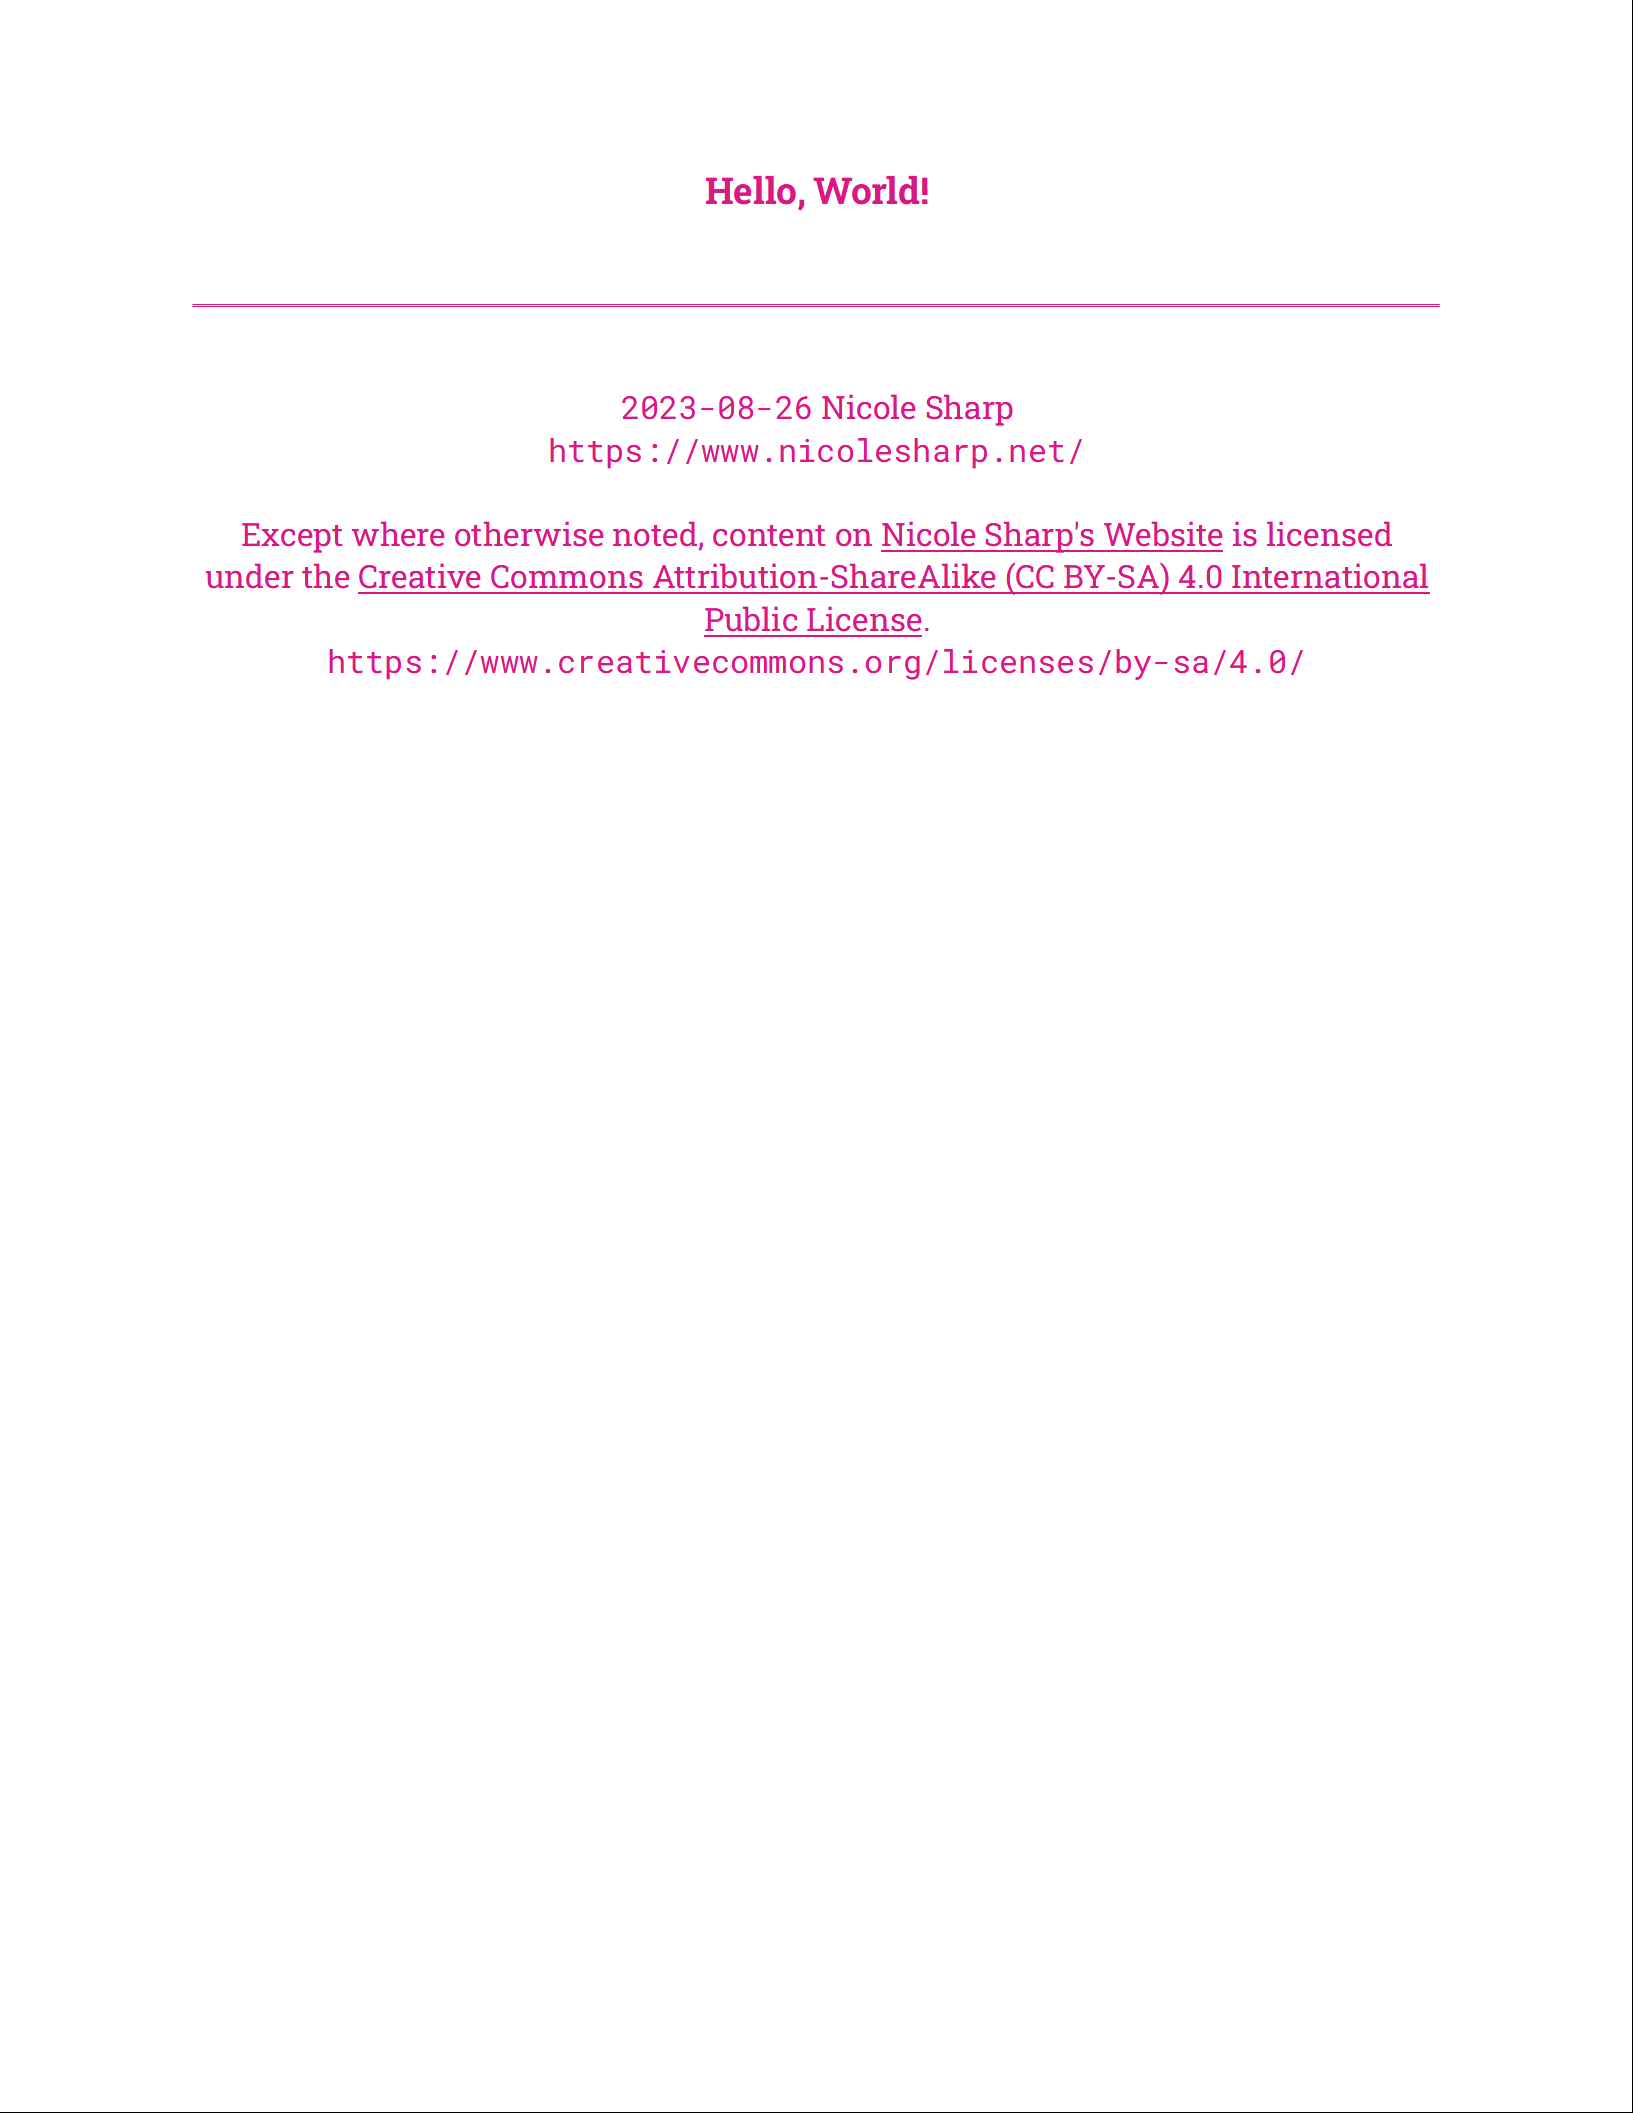 Hello, World!
2023-08-26 Nicole Sharp
https://www.nicolesharp.net/
Except where otherwise noted, content on Nicole Sharp's Website is licensed
under the Creative Commons Attribution-ShareAlike (CC BY-SA) 4.0 International
Public License.
https://www.creativecommons.org/licenses/by-sa/4.0/